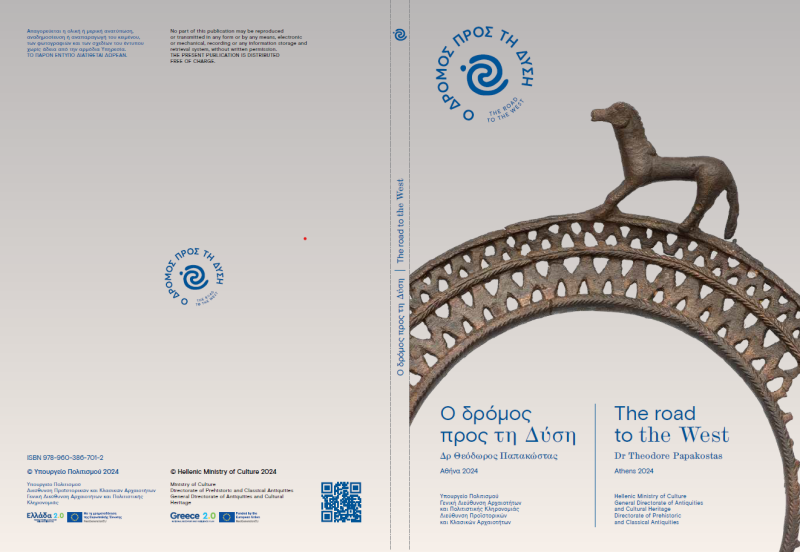 Απαγορεύεται η ολική ή μερική ανατύπωση,
αναδημοσίευση ή αναπαραγωγή του κειμένου,
των φωτογραφιών και των σχεδίων του εντύπου
χωρίς άδεια από την αρμόδια Υπηρεσία.
ΤΟ ΠΑΡΟΝ ΕΝΤΥΠΟ ΔΙΑΤΙΘΕΤΑΙ ΔΩΡΕΑΝ.
No part of this publication may be reproduced
or transmitted in any form or by any means, electronic
or mechanical, recording or any information storage and
retrieval system, without written permission.
THE PRESENT PUBLICATION IS DISTRIBUTED
FREE OF CHARGE.
Ο ΔΡΟΜΟΣ ΠΡΟΣ ΤΗ ΔΥΣΗ
THE ROAD
TO THE WEST
ISBN 978-960-386-701-2
© Υπουργείο Πολιτισμού 2024
Υπουργείο Πολιτισμού
Διεύθυνση Προϊστορικών και Κλασικών Αρχαιοτήτων
Γενική Διεύθυνση Αρχαιοτήτων και Πολιτιστικής
Κληρονομιάς
Ελλάδα 2.0
Με τη χρηματοδότηση
της Ευρωπαϊκής Ένωσης
NextGenerationEU
© Hellenic Ministry of Culture 2024
Ministry of Culture
Directorate of Prehistoric and Classical Antiquities
General Directorate of Antiquities and Cultural
Heritage
Greece 2.0
Funded by the
European Union
NextGenerationEU
Ο δρόμος προς τη Δύση | The road to the West
Ο ΔΡΟΜΟΣ ΠΡΟΣ ΤΗ ΔΥΣΗ
THE ROAD
TO THE WEST
Ο δρόμος
προς τη Δύση
Δρ Θεόδωρος Παπακώστας
Αθήνα 2024
Υπουργείο Πολιτισμού
Γενική Διεύθυνση Αρχαιοτήτων
και Πολιτιστικής Κληρονομιάς
Διεύθυνση Προϊστορικών
και Κλασικών Αρχαιοτήτων
The road
to the West
Dr Theodore Papakostas
Athens 2024
Hellenic Ministry of Culture
General Directorate of Antiquities
and Cultural Heritage
Directorate of Prehistoric
and Classical Antiquities